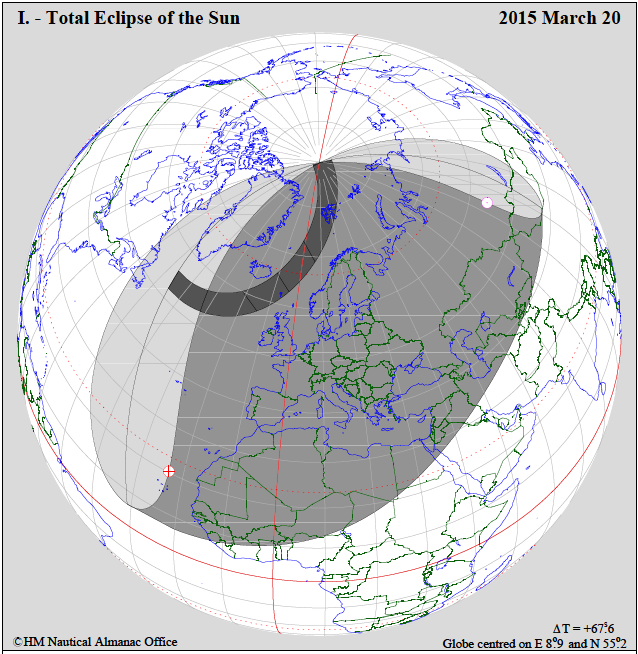 I. - Total Eclipse of the Sun
2015 March 20
ΔT = +67ˢ.6
©HM Nautical Almanac Office
Globe centred on E 8°.9 and N 55°.2